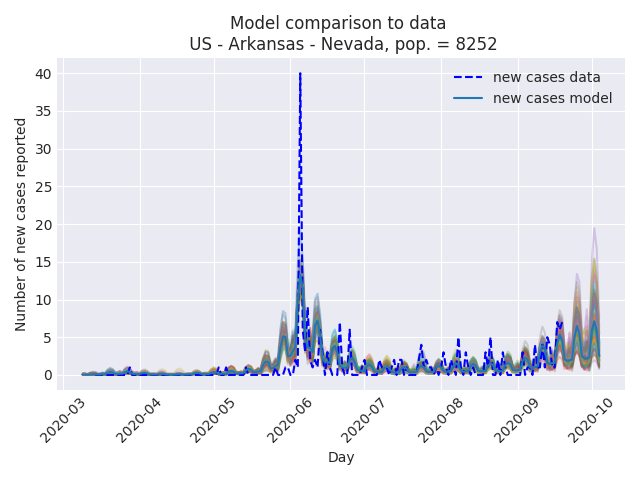 Model comparison to data
US - Arkansas - Nevada, pop. = 8252
new cases data
new cases model
Number of new cases reported
40
35
30
25
20
15
10
5
0
2020-03
2020-04
2020-05
2020-06
2020-07
2020-08
2020-09
2020-10
Day